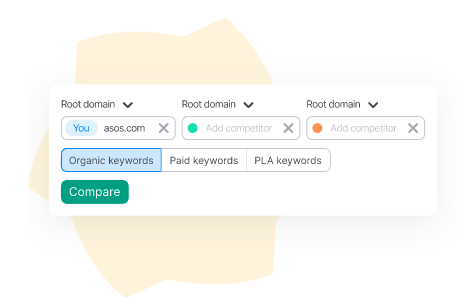 Root domain Root domain Root domain
You asos.com Add competitor Add competitor
Organic keywords Paid keywords PLA keywords
Compare